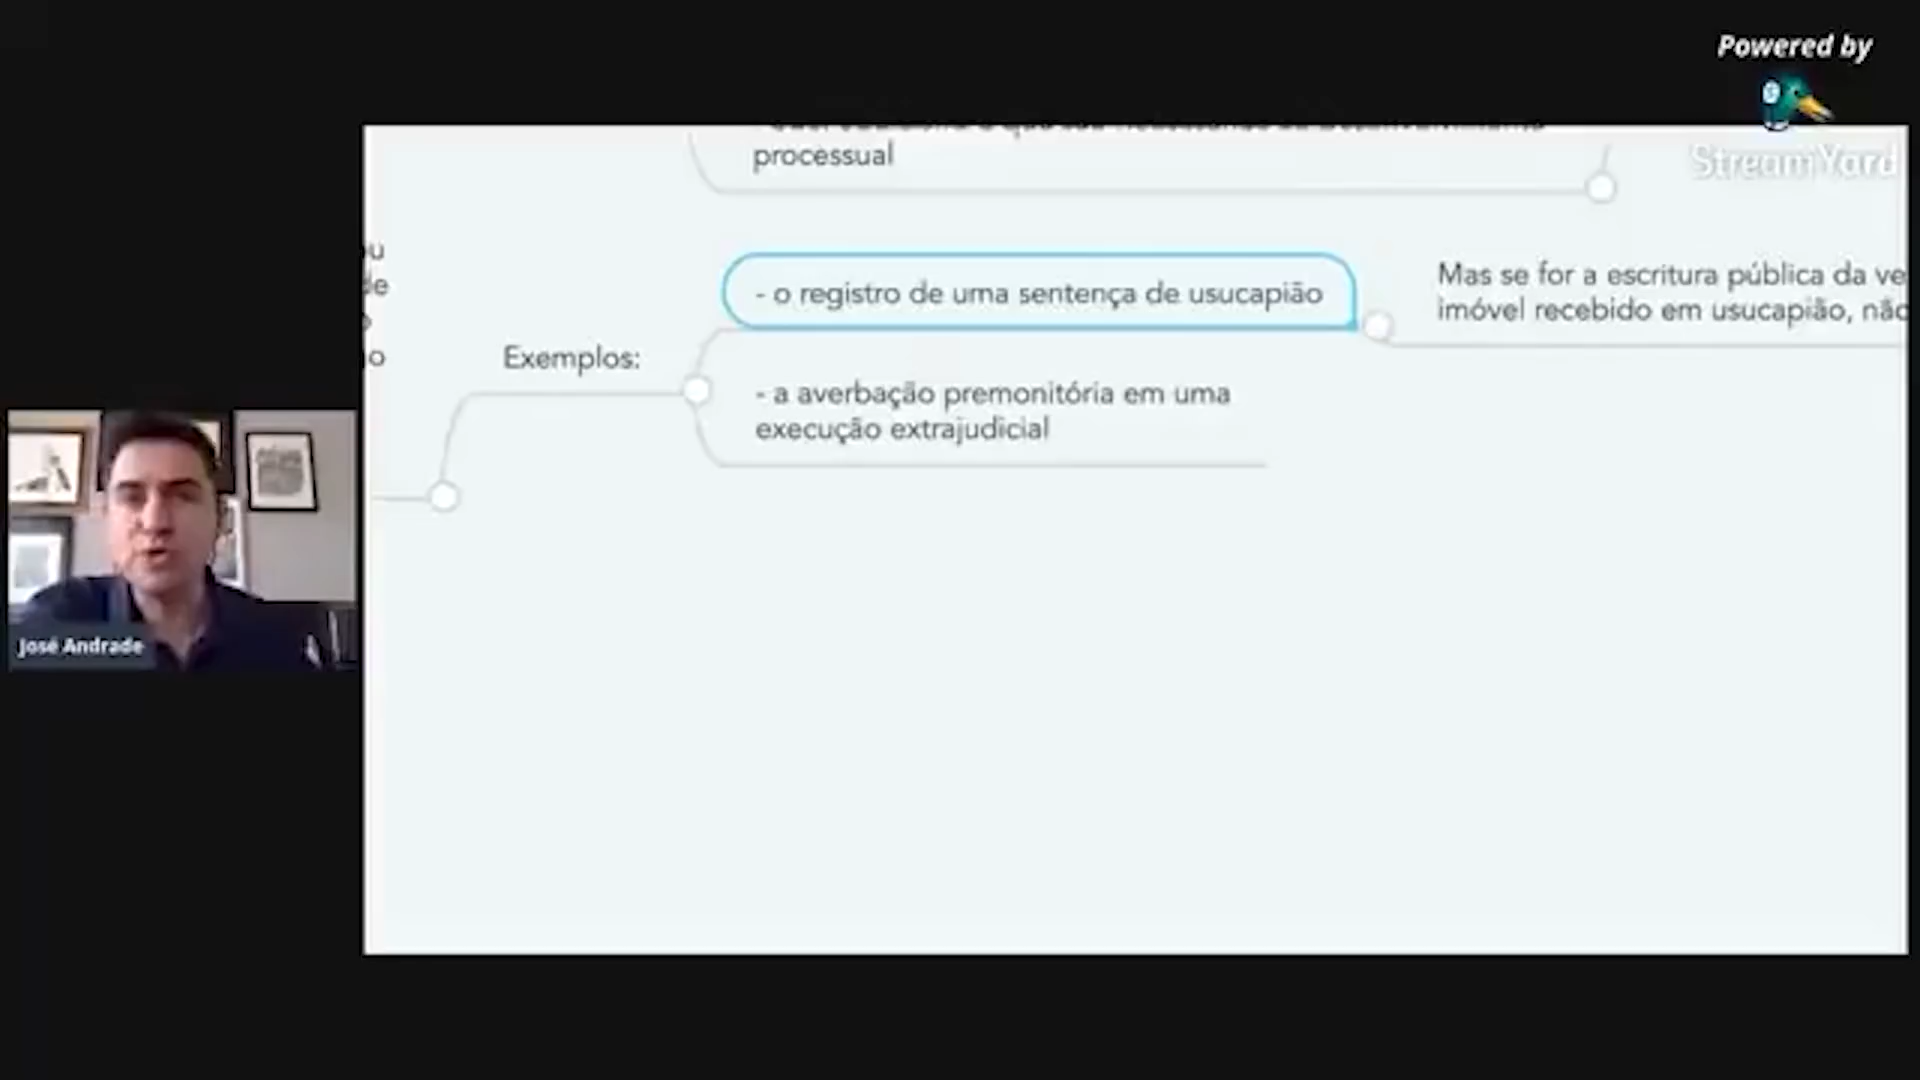 Powered by
StreamYard
processual
- o registro de uma sentença de usucapião
Mas se for a escritura pública da ve
imóvel recebido em usucapião, não
Exemplos:
- a averbação premonitória em uma
execução extrajudicial
José Andrade